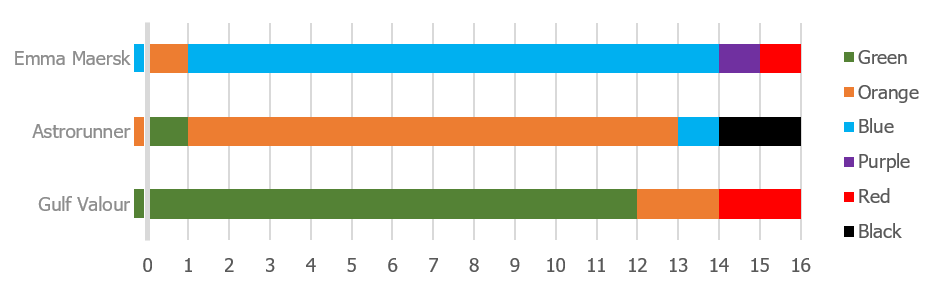 Emma Maersk
Astrorunner
Gulf Valour
0 1 2 3 4 5 6 7 8 9 10 11 12 13 14 15 16
Green
Orange
Blue
Purple
Red
Black